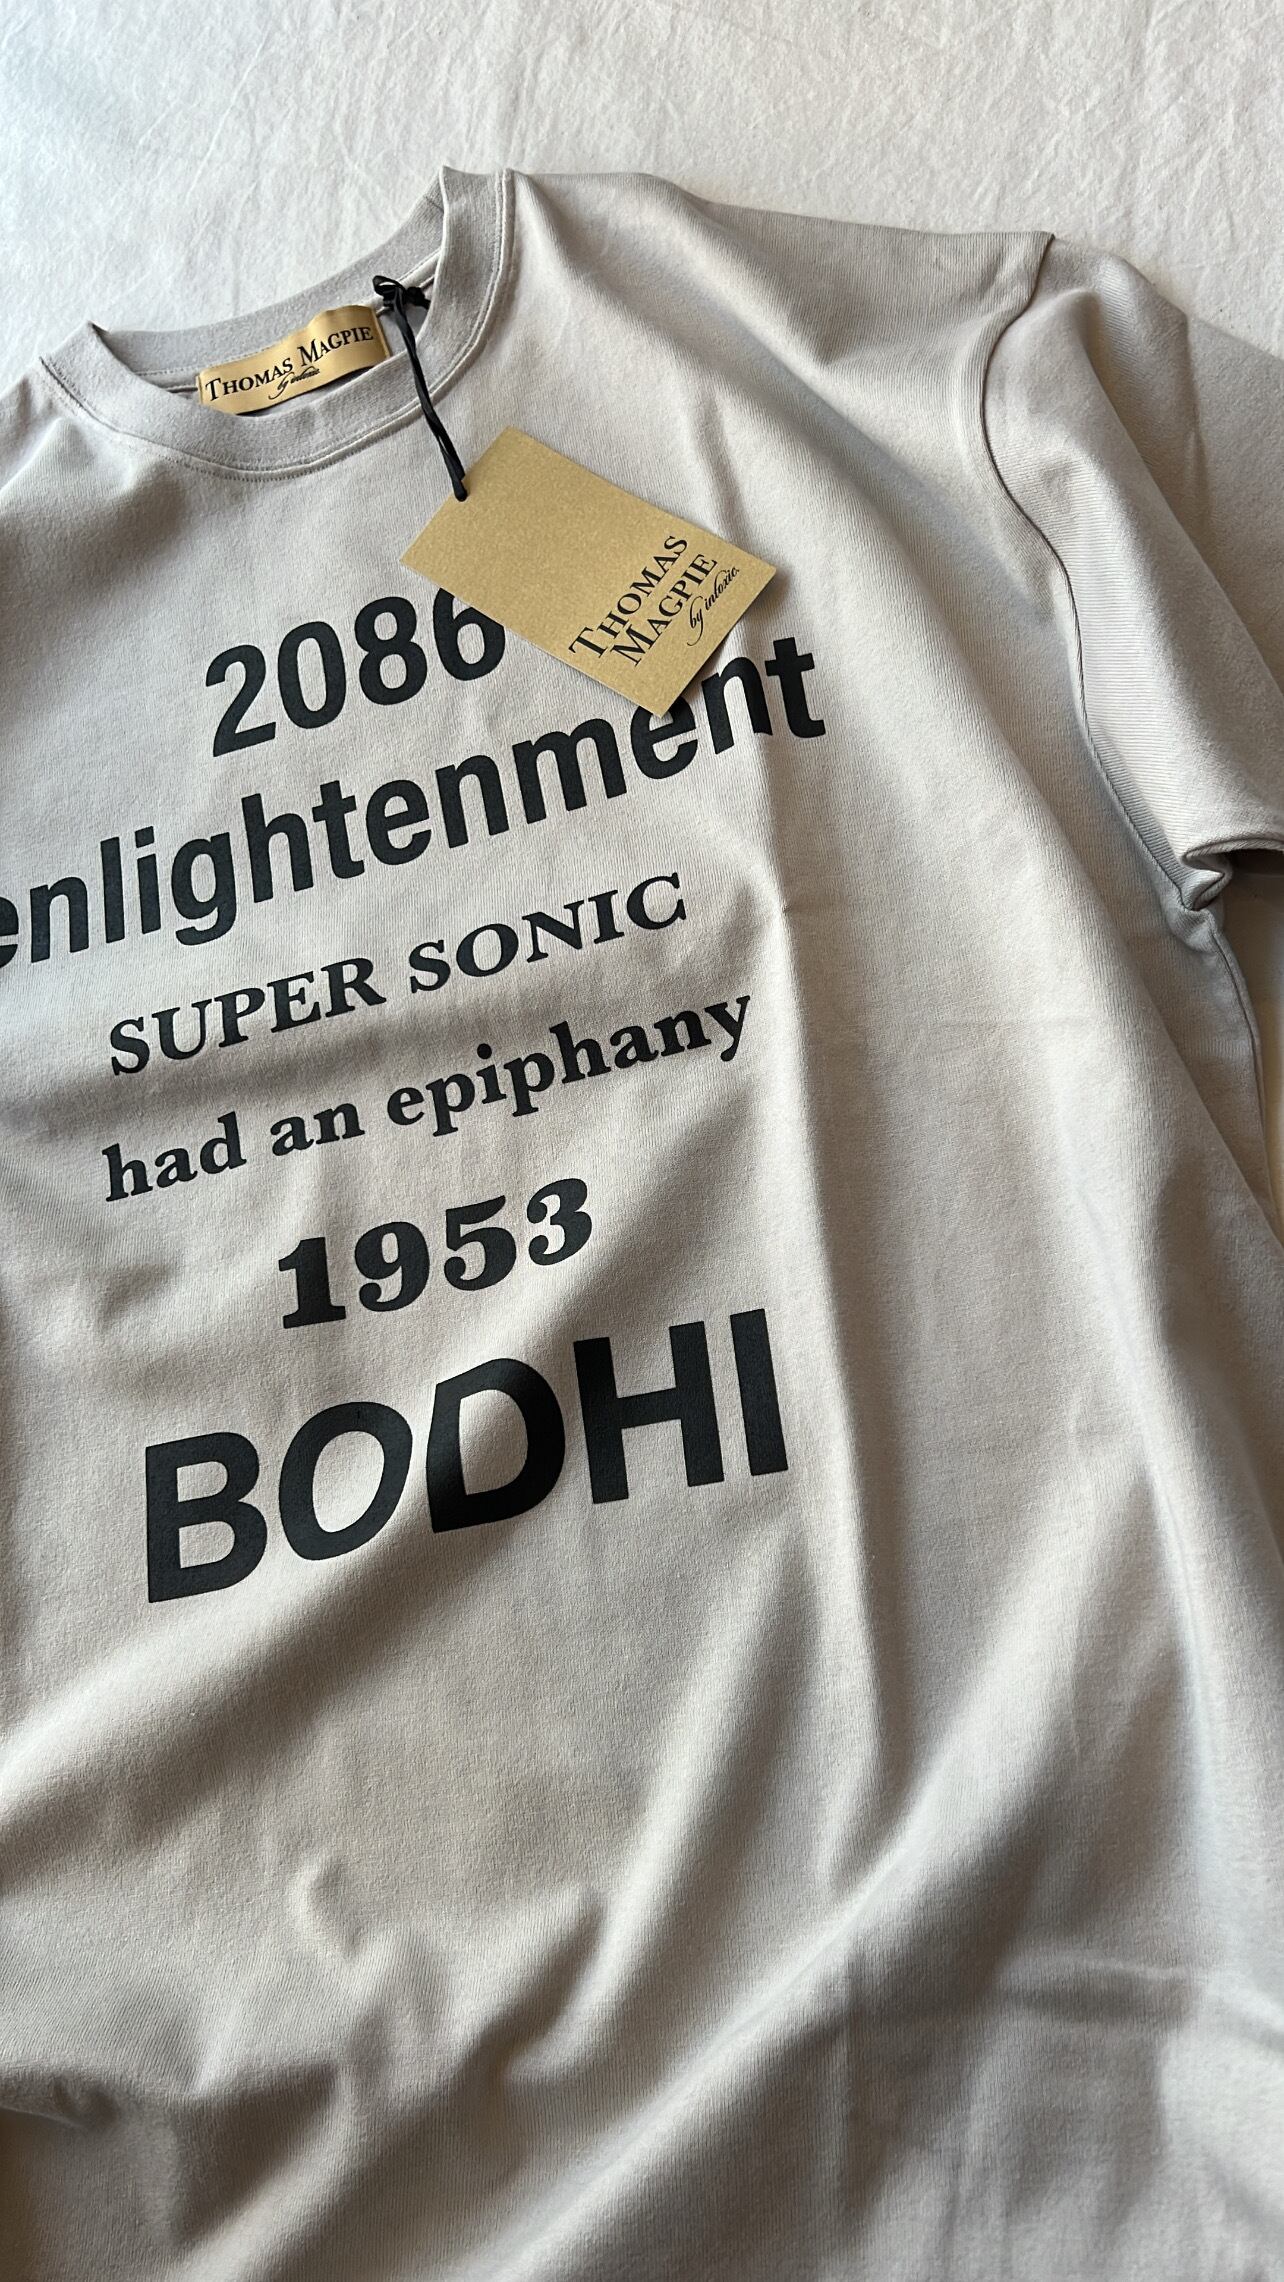 THOMAS MAGPIE
by intoxic.
THOMAS
MAGPIE
by intoxic.
2086
enlightenment
SUPER SONIC
had an epiphany
1953
BODHI